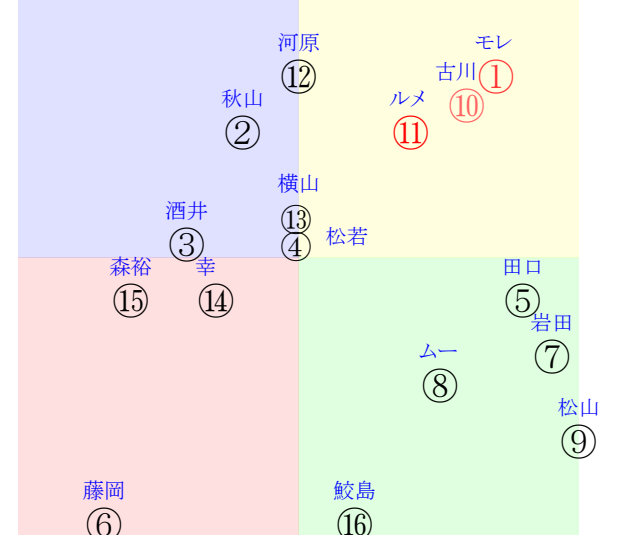 河原
⑫
モレ
①
古川
⑩
秋山
②
ルメ
⑪
横山
⑬
酒井
③
松若
④
森裕
⑮
幸
⑭
田口
⑤
岩田
⑦
ムー
⑧
松山
⑨
藤岡
⑥
鮫島
⑯